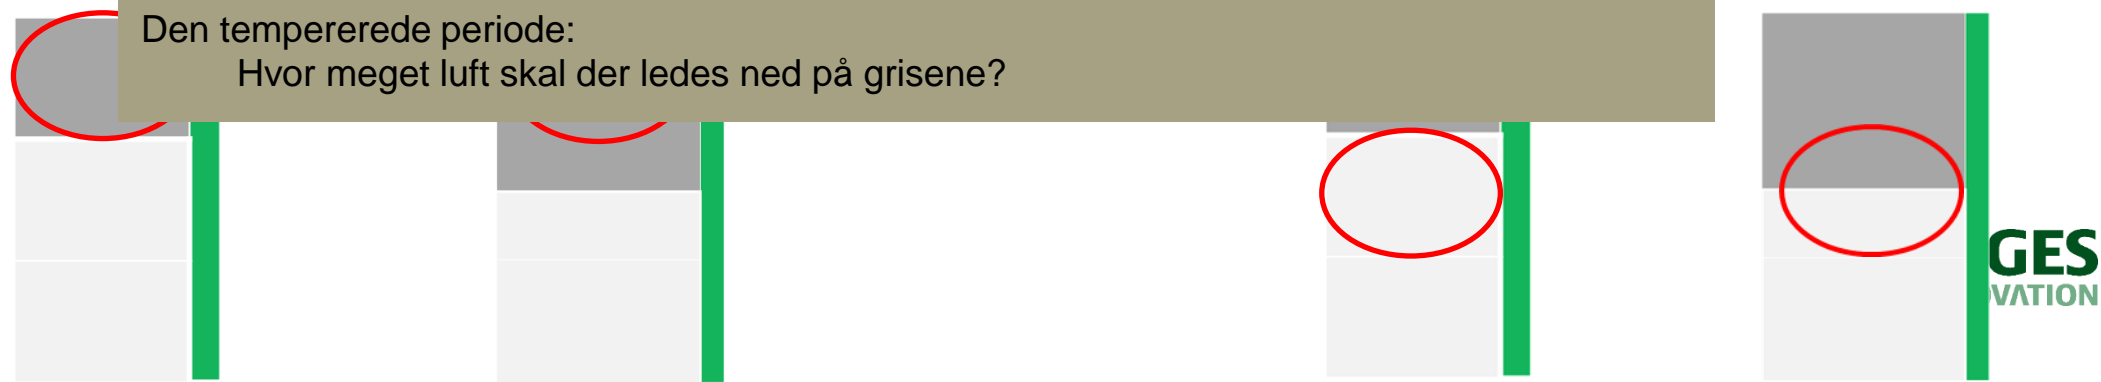 Den tempererede periode:
Hvor meget luft skal der ledes ned på grisene?
GES
VATION